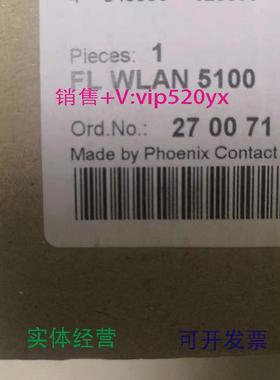 Pieces: 1
FL WLAN 5100
销售+V:vip520yx
Ord.No.: 27 00 71
Made by Phoenix Contact
实体经营
可开发票